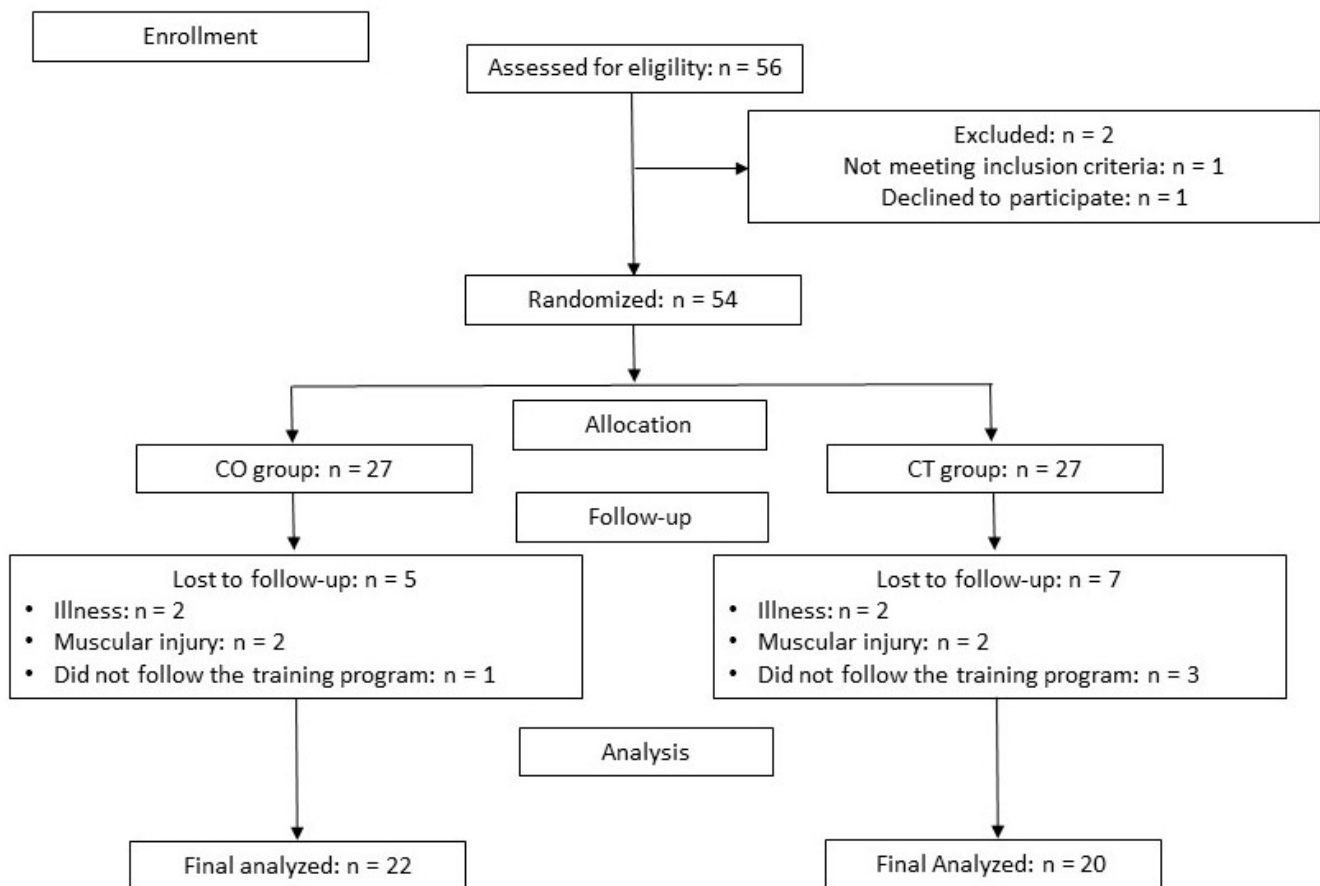 Enrollment
Assessed for eligility: n = 56
Excluded: n = 2
Not meeting inclusion criteria: n = 1
Declined to participate: n = 1
Randomized: n = 54
Allocation
CO group: n = 27
CT group: n = 27
Follow-up
Lost to follow-up: n = 5
• Illness: n = 2
• Muscular injury: n = 2
• Did not follow the training program: n = 1
Lost to follow-up: n = 7
• Illness: n = 2
• Muscular injury: n = 2
• Did not follow the training program: n = 3
Analysis
Final analyzed: n = 22
Final Analyzed: n = 20